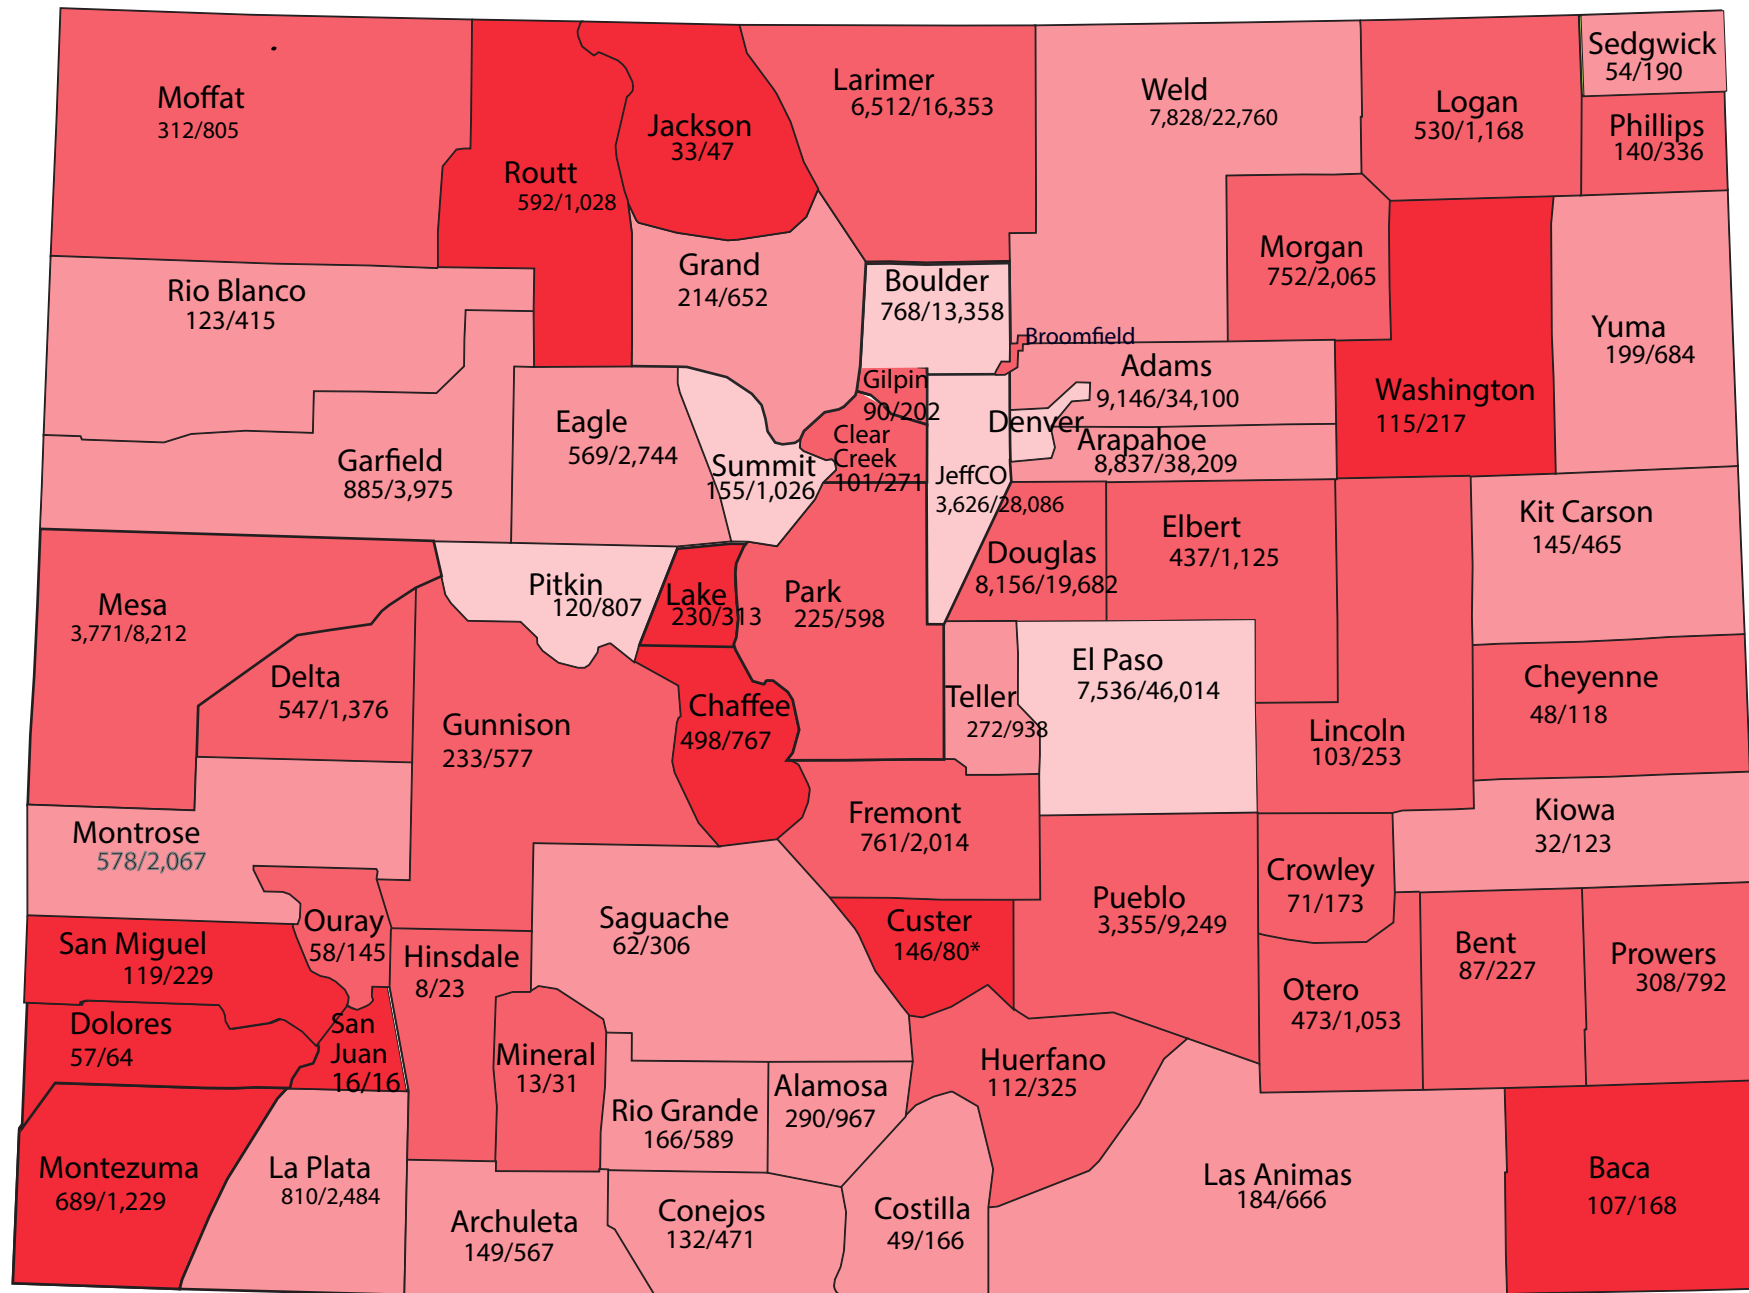 Moffat
312/805
Routt
592/1,028
Jackson
33/47
Larimer
6,512/16,353
Weld
7,828/22,760
Logan
530/1,168
Sedgwick
54/190
Phillips
140/336
Morgan
752/2,065
Washington
115/217
Yuma
199/684
Rio Blanco
123/415
Grand
214/652
Boulder
768/13,358
Broomfield
Gilpin
90/202
Adams
9,146/34,100
Denver
Arapahoe
8,837/38,209
Garfield
885/3,975
Eagle
569/2,744
Summit
155/1,026
Clear
Creek
101/271
JeffCO
3,626/28,086
Douglas
8,156/19,682
Elbert
437/1,125
Kit Carson
145/465
Mesa
3,771/8,212
Pitkin
120/807
Lake
230/313
Park
225/598
Delta
547/1,376
Gunnison
233/577
Chaffee
498/767
Teller
272/938
El Paso
7,536/46,014
Lincoln
103/253
Cheyenne
48/118
Montrose
578/2,067
Fremont
761/2,014
Kiowa
32/123
Crowley
71/173
Ouray
58/145
San Miguel
119/229
Hinsdale
8/23
Saguache
62/306
Custer
146/80*
Pueblo
3,355/9,249
Otero
473/1,053
Bent
87/227
Prowers
308/792
Dolores
57/64
San
Juan
16/16
Mineral
13/31
Rio Grande
166/589
Alamosa
290/967
Huerfano
112/325
Montezuma
689/1,229
La Plata
810/2,484
Archuleta
149/567
Conejos
132/471
Costilla
49/166
Las Animas
184/666
Baca
107/168